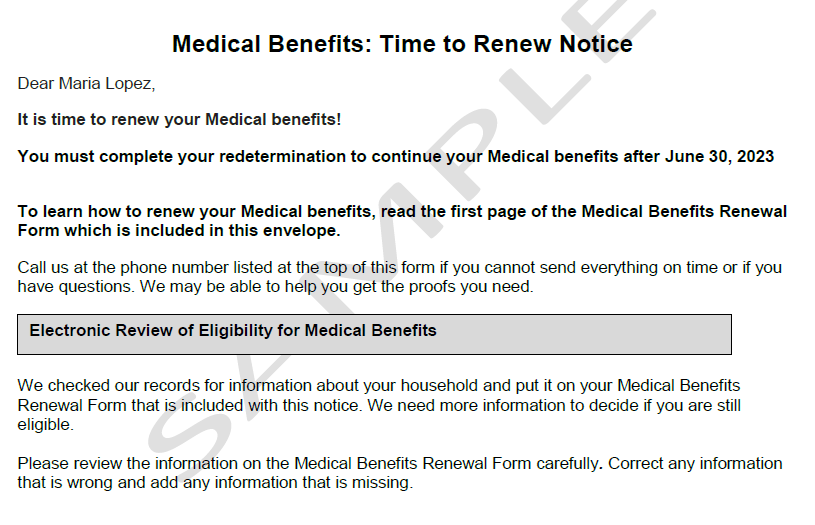 Medical Benefits: Time to Renew Notice
Dear Maria Lopez,
It is time to renew your Medical benefits!
You must complete your redetermination to continue your Medical benefits after June 30, 2023
To learn how to renew your Medical benefits, read the first page of the Medical Benefits Renewal
Form which is included in this envelope.
Call us at the phone number listed at the top of this form if you cannot send everything on time or if you
have questions. We may be able to help you get the proofs you need.
Electronic Review of Eligibility for Medical Benefits
We checked our records for information about your household and put it on your Medical Benefits
Renewal Form that is included with this notice. We need more information to decide if you are still
eligible.
Please review the information on the Medical Benefits Renewal Form carefully. Correct any information
that is wrong and add any information that is missing.
SAMPLE